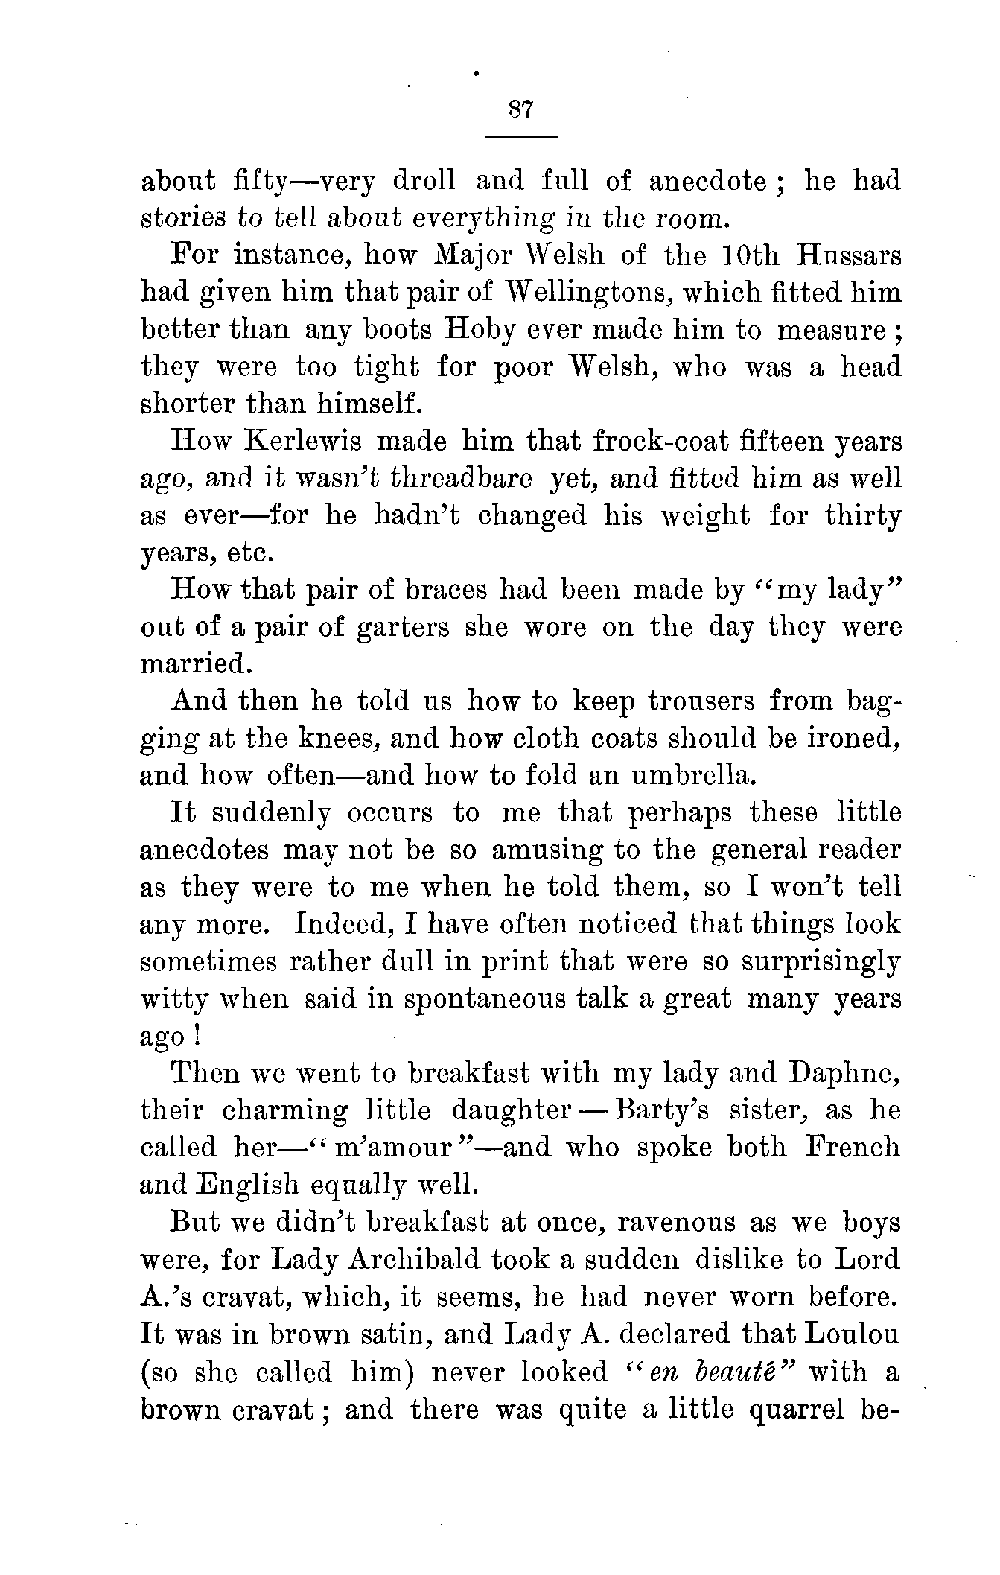 87
about fifty—very droll and full of anecdote ; he had
stories to tell about everything in the room.
For instance, how Major Welsh of the 10th Hussars
had given him that pair of Wellingtons, which fitted him
better than any boots Hoby ever made him to measure ;
they were too tight for poor Welsh, who was a head
shorter than himself.
How Kerlewis made him that frock-coat fifteen years
ago, and it wasn't threadbare yet, and fitted him as well
as ever—for he hadn't changed his weight for thirty
years, etc.
How that pair of braces had been made by “my lady”
out of a pair of garters she wore on the day they were
married.
And then he told us how to keep trousers from bag-
ging at the knees, and how cloth coats should be ironed,
and how often—and how to fold an umbrella.
It suddenly occurs to me that perhaps these little
anecdotes may not be so amusing to the general reader
as they were to me when he told them, so I won't tell
any more. Indeed, I have often noticed that things look
sometimes rather dull in print that were so surprisingly
witty when said in spontaneous talk a great many years
ago !
Then we went to breakfast with my lady and Daphne,
their charming little daughter — Barty's sister, as he
called her—“ m'amour ”—and who spoke both French
and English equally well.
But we didn't breakfast at once, ravenous as we boys
were, for Lady Archibald took a sudden dislike to Lord
A.'s cravat, which, it seems, he had never worn before.
It was in brown satin, and Lady A. declared that Loulou
(so she called him) never looked “en beauté” with a
brown cravat ; and there was quite a little quarrel be-